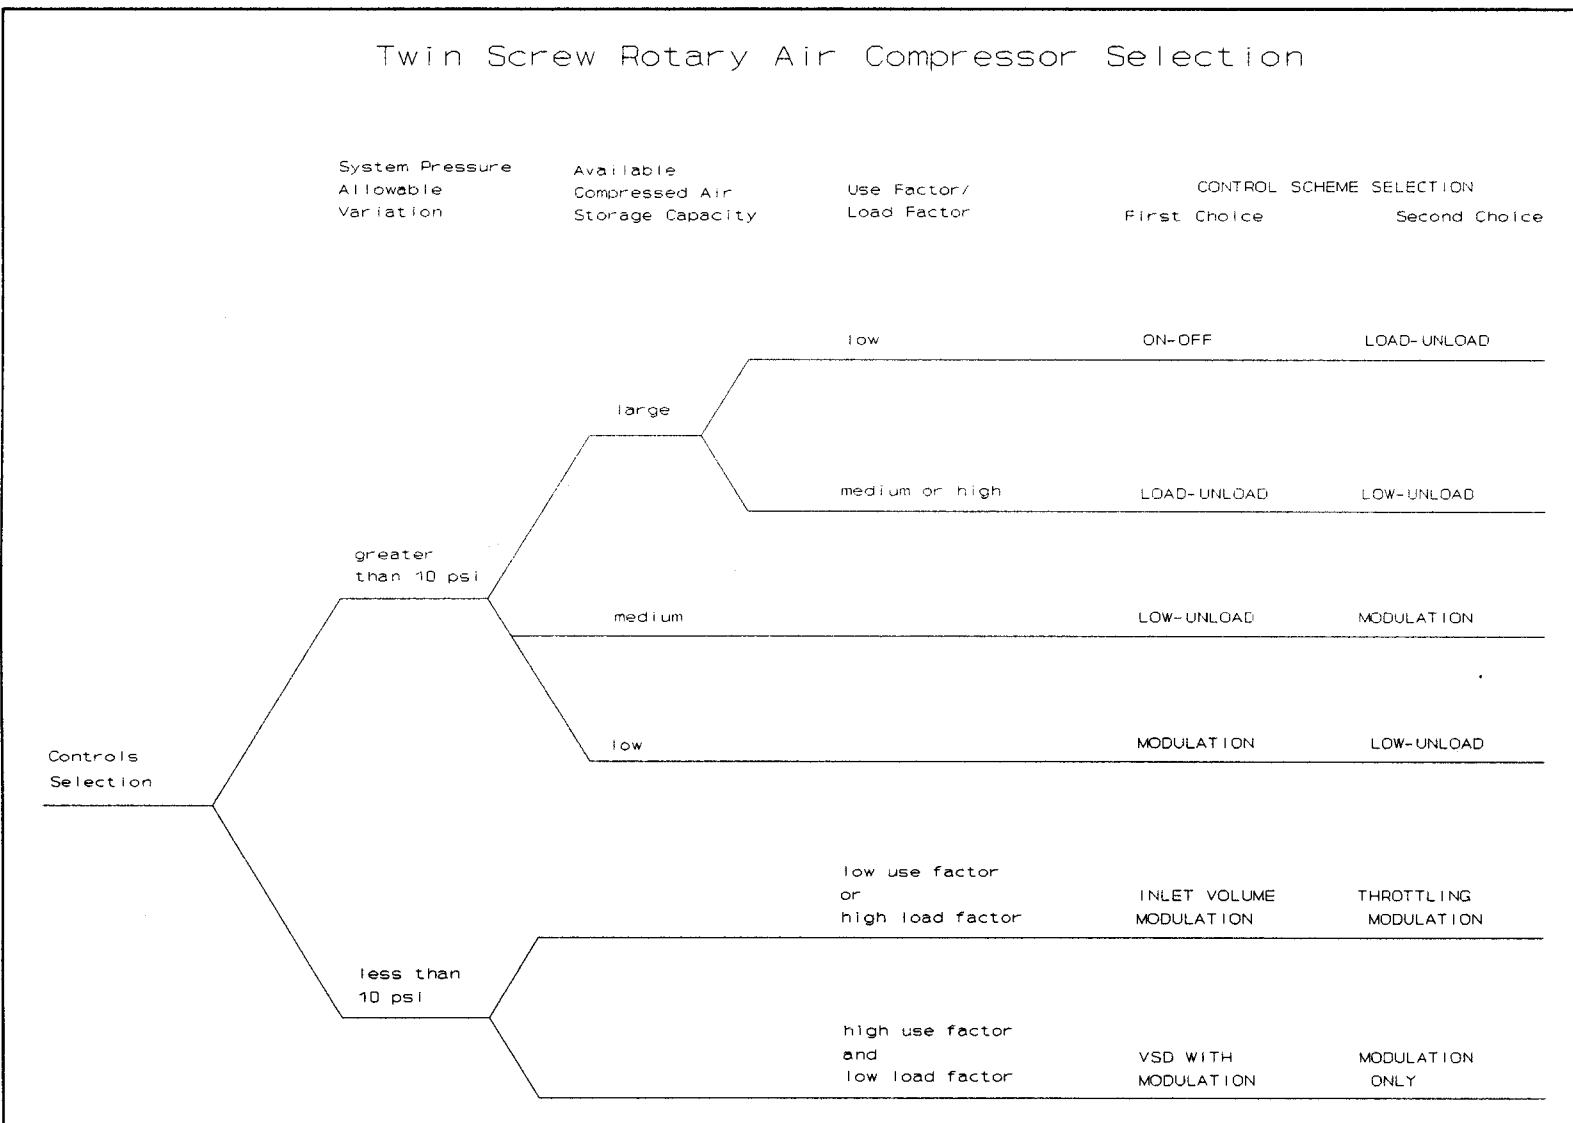 Twin Screw Rotary Air Compressor Selection
System Pressure
Allowable
Variation
Available
Compressed Air
Storage Capacity
Use Factor/
Load Factor
CONTROL SCHEME SELECTION
First Choice
Second Choice
low
ON-OFF
LOAD-UNLOAD
large
medium or high
LOAD-UNLOAD
LOW-UNLOAD
greater
than 10 psi
medium
LOW-UNLOAD
MODULATION
low
MODULATION
LOW-UNLOAD
Controls
Selection
low use factor
or
high load factor
INLET VOLUME
MODULATION
THROTTLING
MODULATION
less than
10 psi
high use factor
and
low load factor
VSD WITH
MODULATION
MODULATION
ONLY